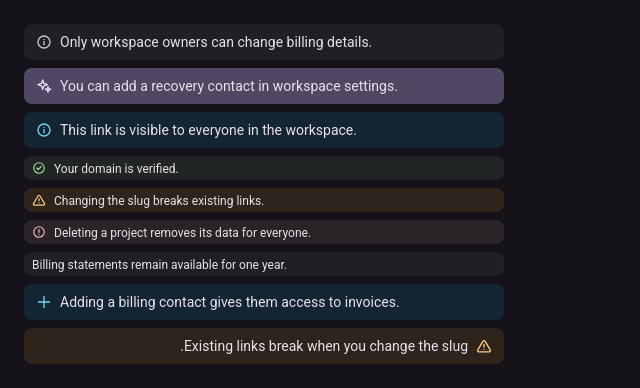 Only workspace owners can change billing details.
You can add a recovery contact in workspace settings.
This link is visible to everyone in the workspace.
Your domain is verified.
Changing the slug breaks existing links.
Deleting a project removes its data for everyone.
Billing statements remain available for one year.
Adding a billing contact gives them access to invoices.
.Existing links break when you change the slug